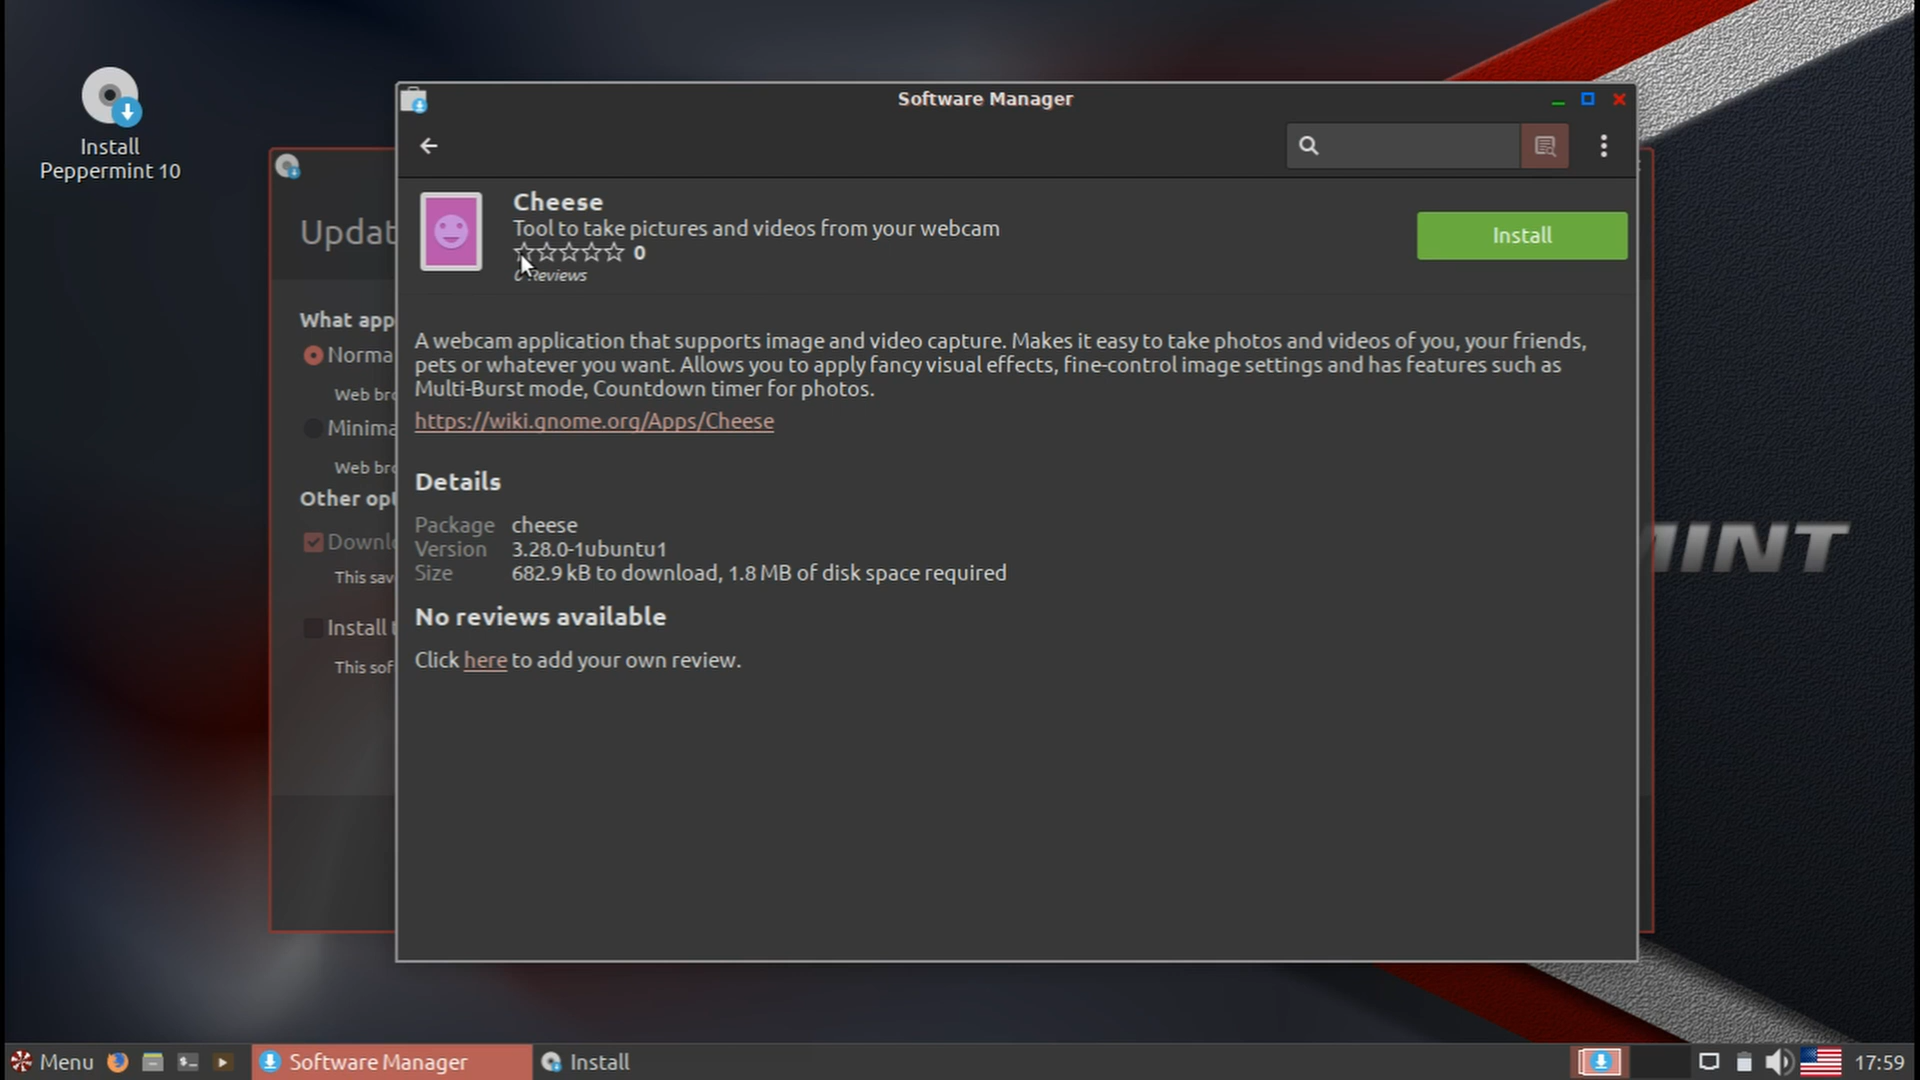 Install
Peppermint 10
Software Manager
Cheese
Tool to take pictures and videos from your webcam
0
Reviews
Install
A webcam application that supports image and video capture. Makes it easy to take photos and videos of you, your friends,
pets or whatever you want. Allows you to apply fancy visual effects, fine-control image settings and has features such as
Multi-Burst mode, Countdown timer for photos.
https://wiki.gnome.org/Apps/Cheese
Details
Package cheese
Version 3.28.0-1ubuntu1
Size 682.9 kB to download, 1.8 MB of disk space required
No reviews available
Click here to add your own review.
Updat
What app
Norma
Web bro
Minima
Web bro
Other opt
Downl
This sav
Install
This sof
MINT
Menu
Software Manager
Install
17:59